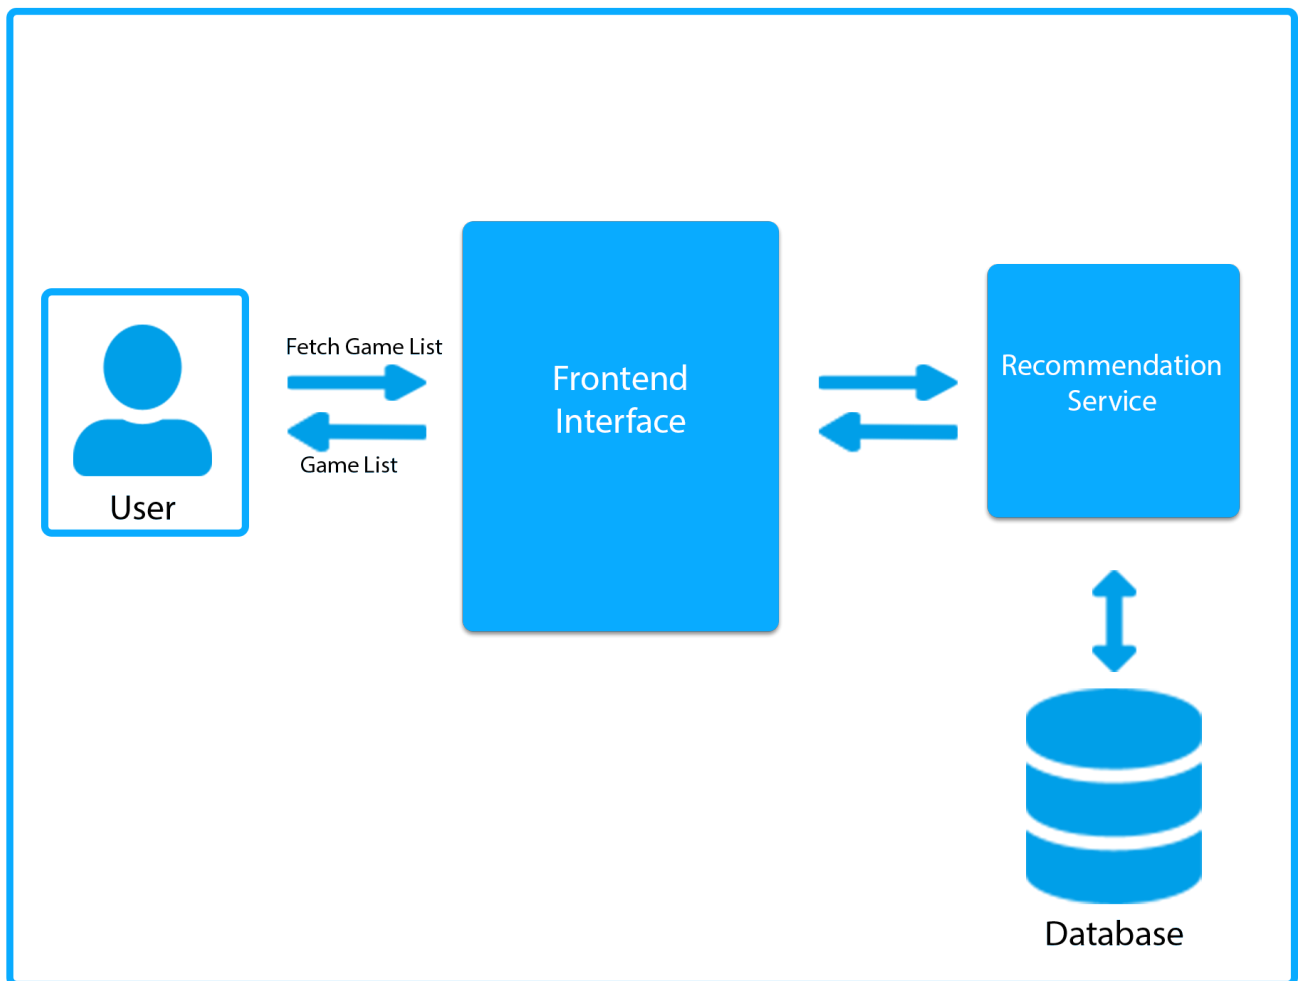 Fetch Game List
Game List
User
Frontend
Interface
Recommendation
Service
Database